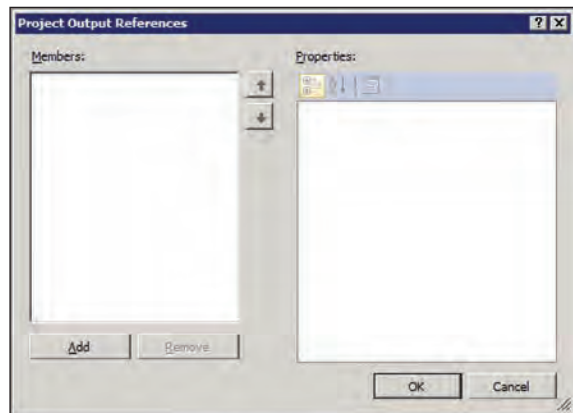 Project Output References
Members:
Properties:
Add
Remove
OK
Cancel